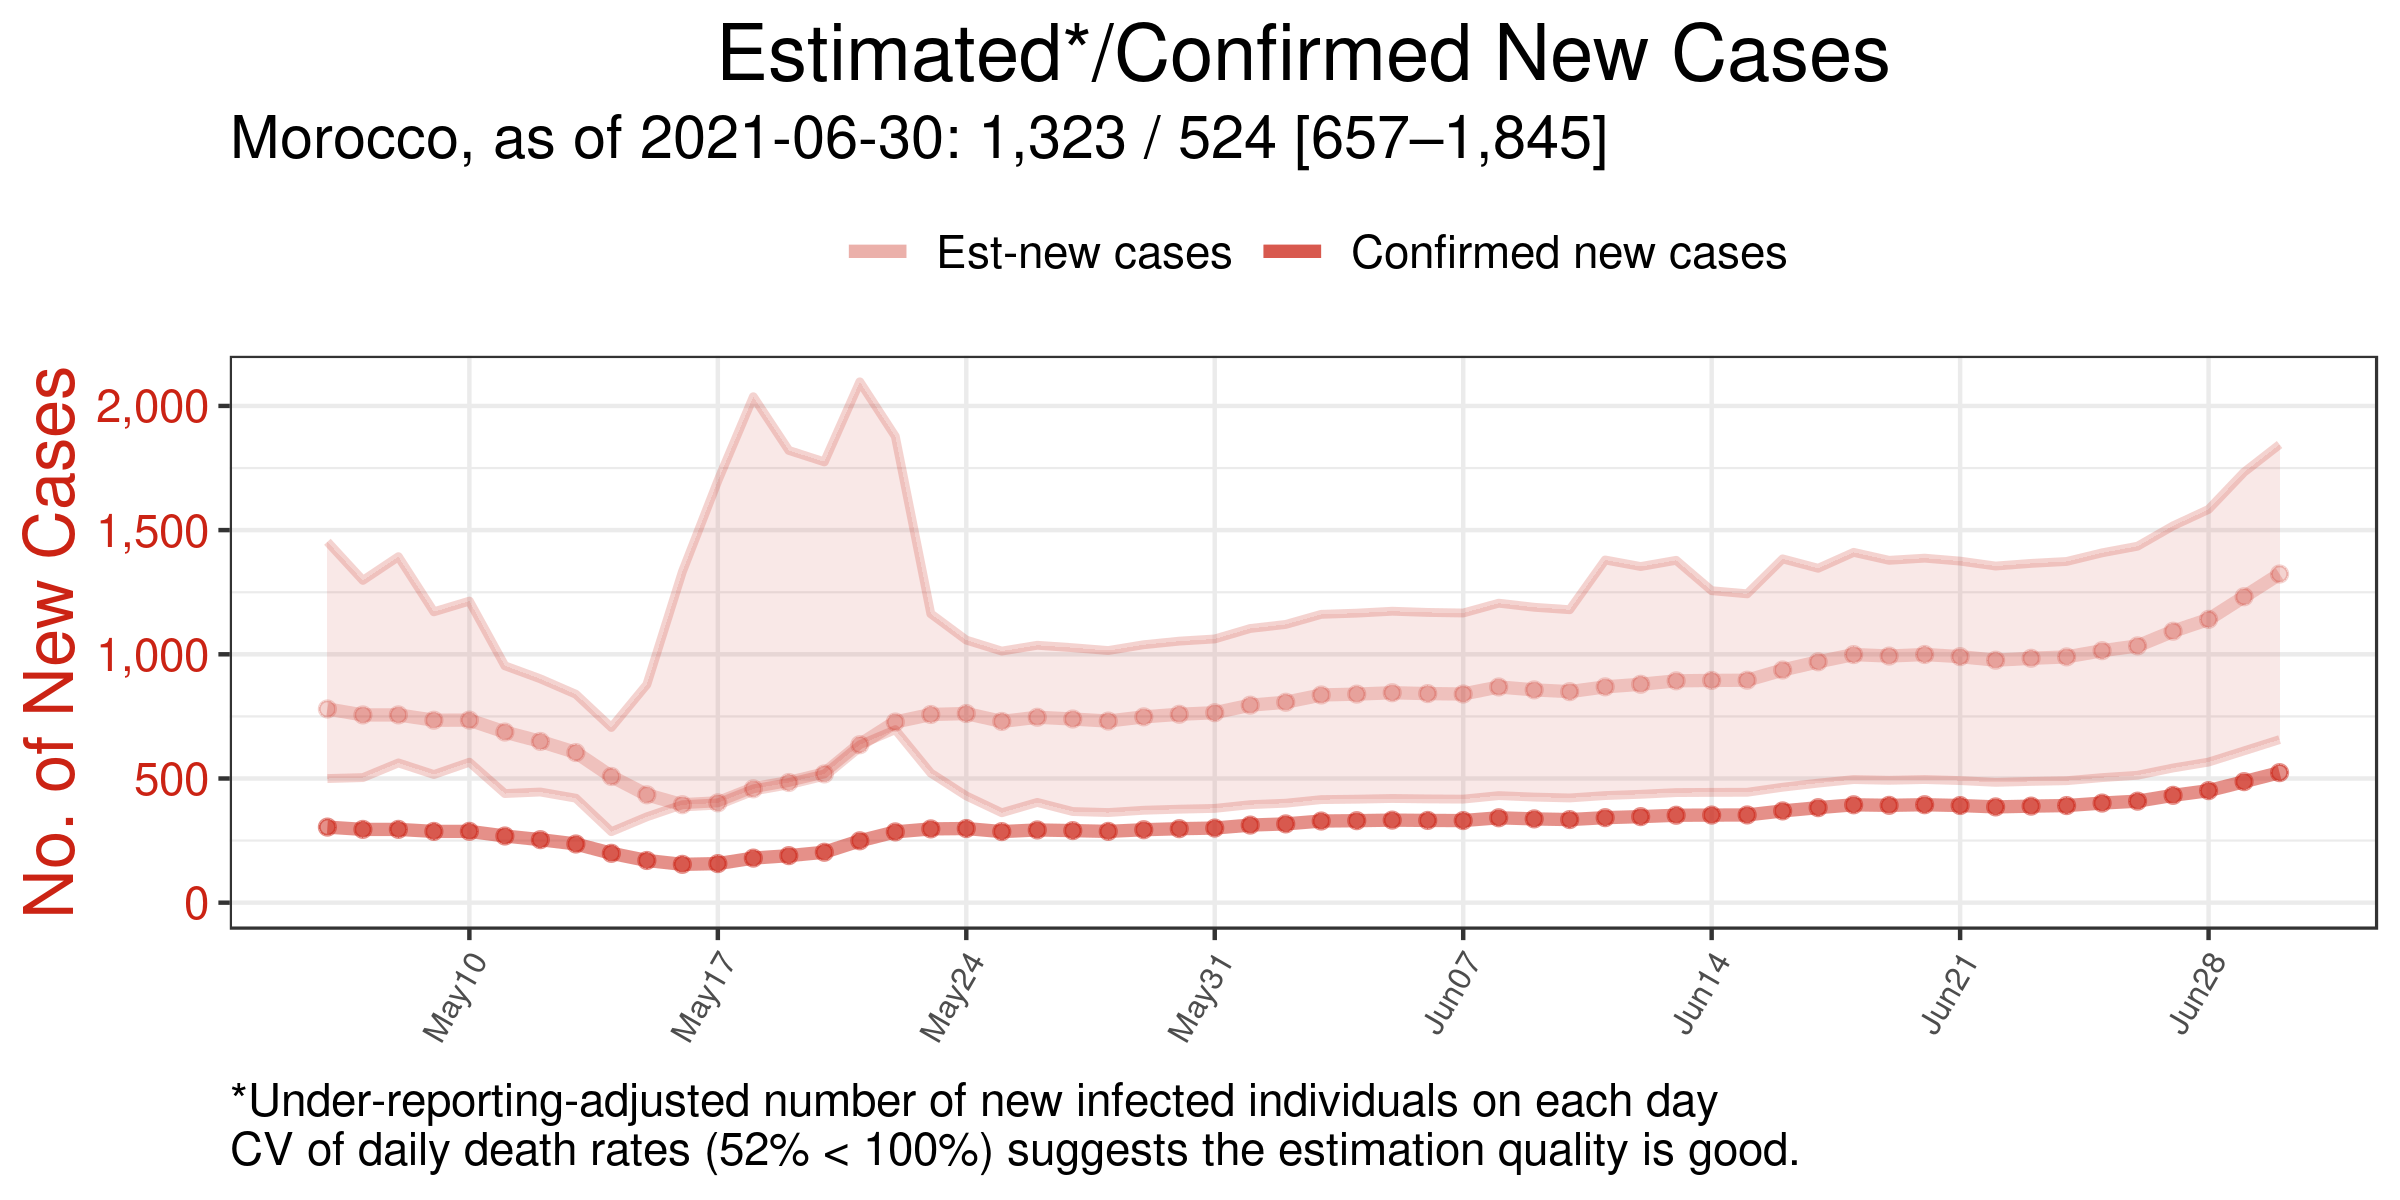 Estimated*/Confirmed New Cases
Morocco, as of 2021-06-30: 1,323 / 524 [657–1,845]
Est-new cases
Confirmed new cases
No. of New Cases
2,000
1,500
1,000
500
0
May10
May17
May24
May31
Jun07
Jun14
Jun21
Jun28
*Under-reporting-adjusted number of new infected individuals on each day
CV of daily death rates (52% < 100%) suggests the estimation quality is good.